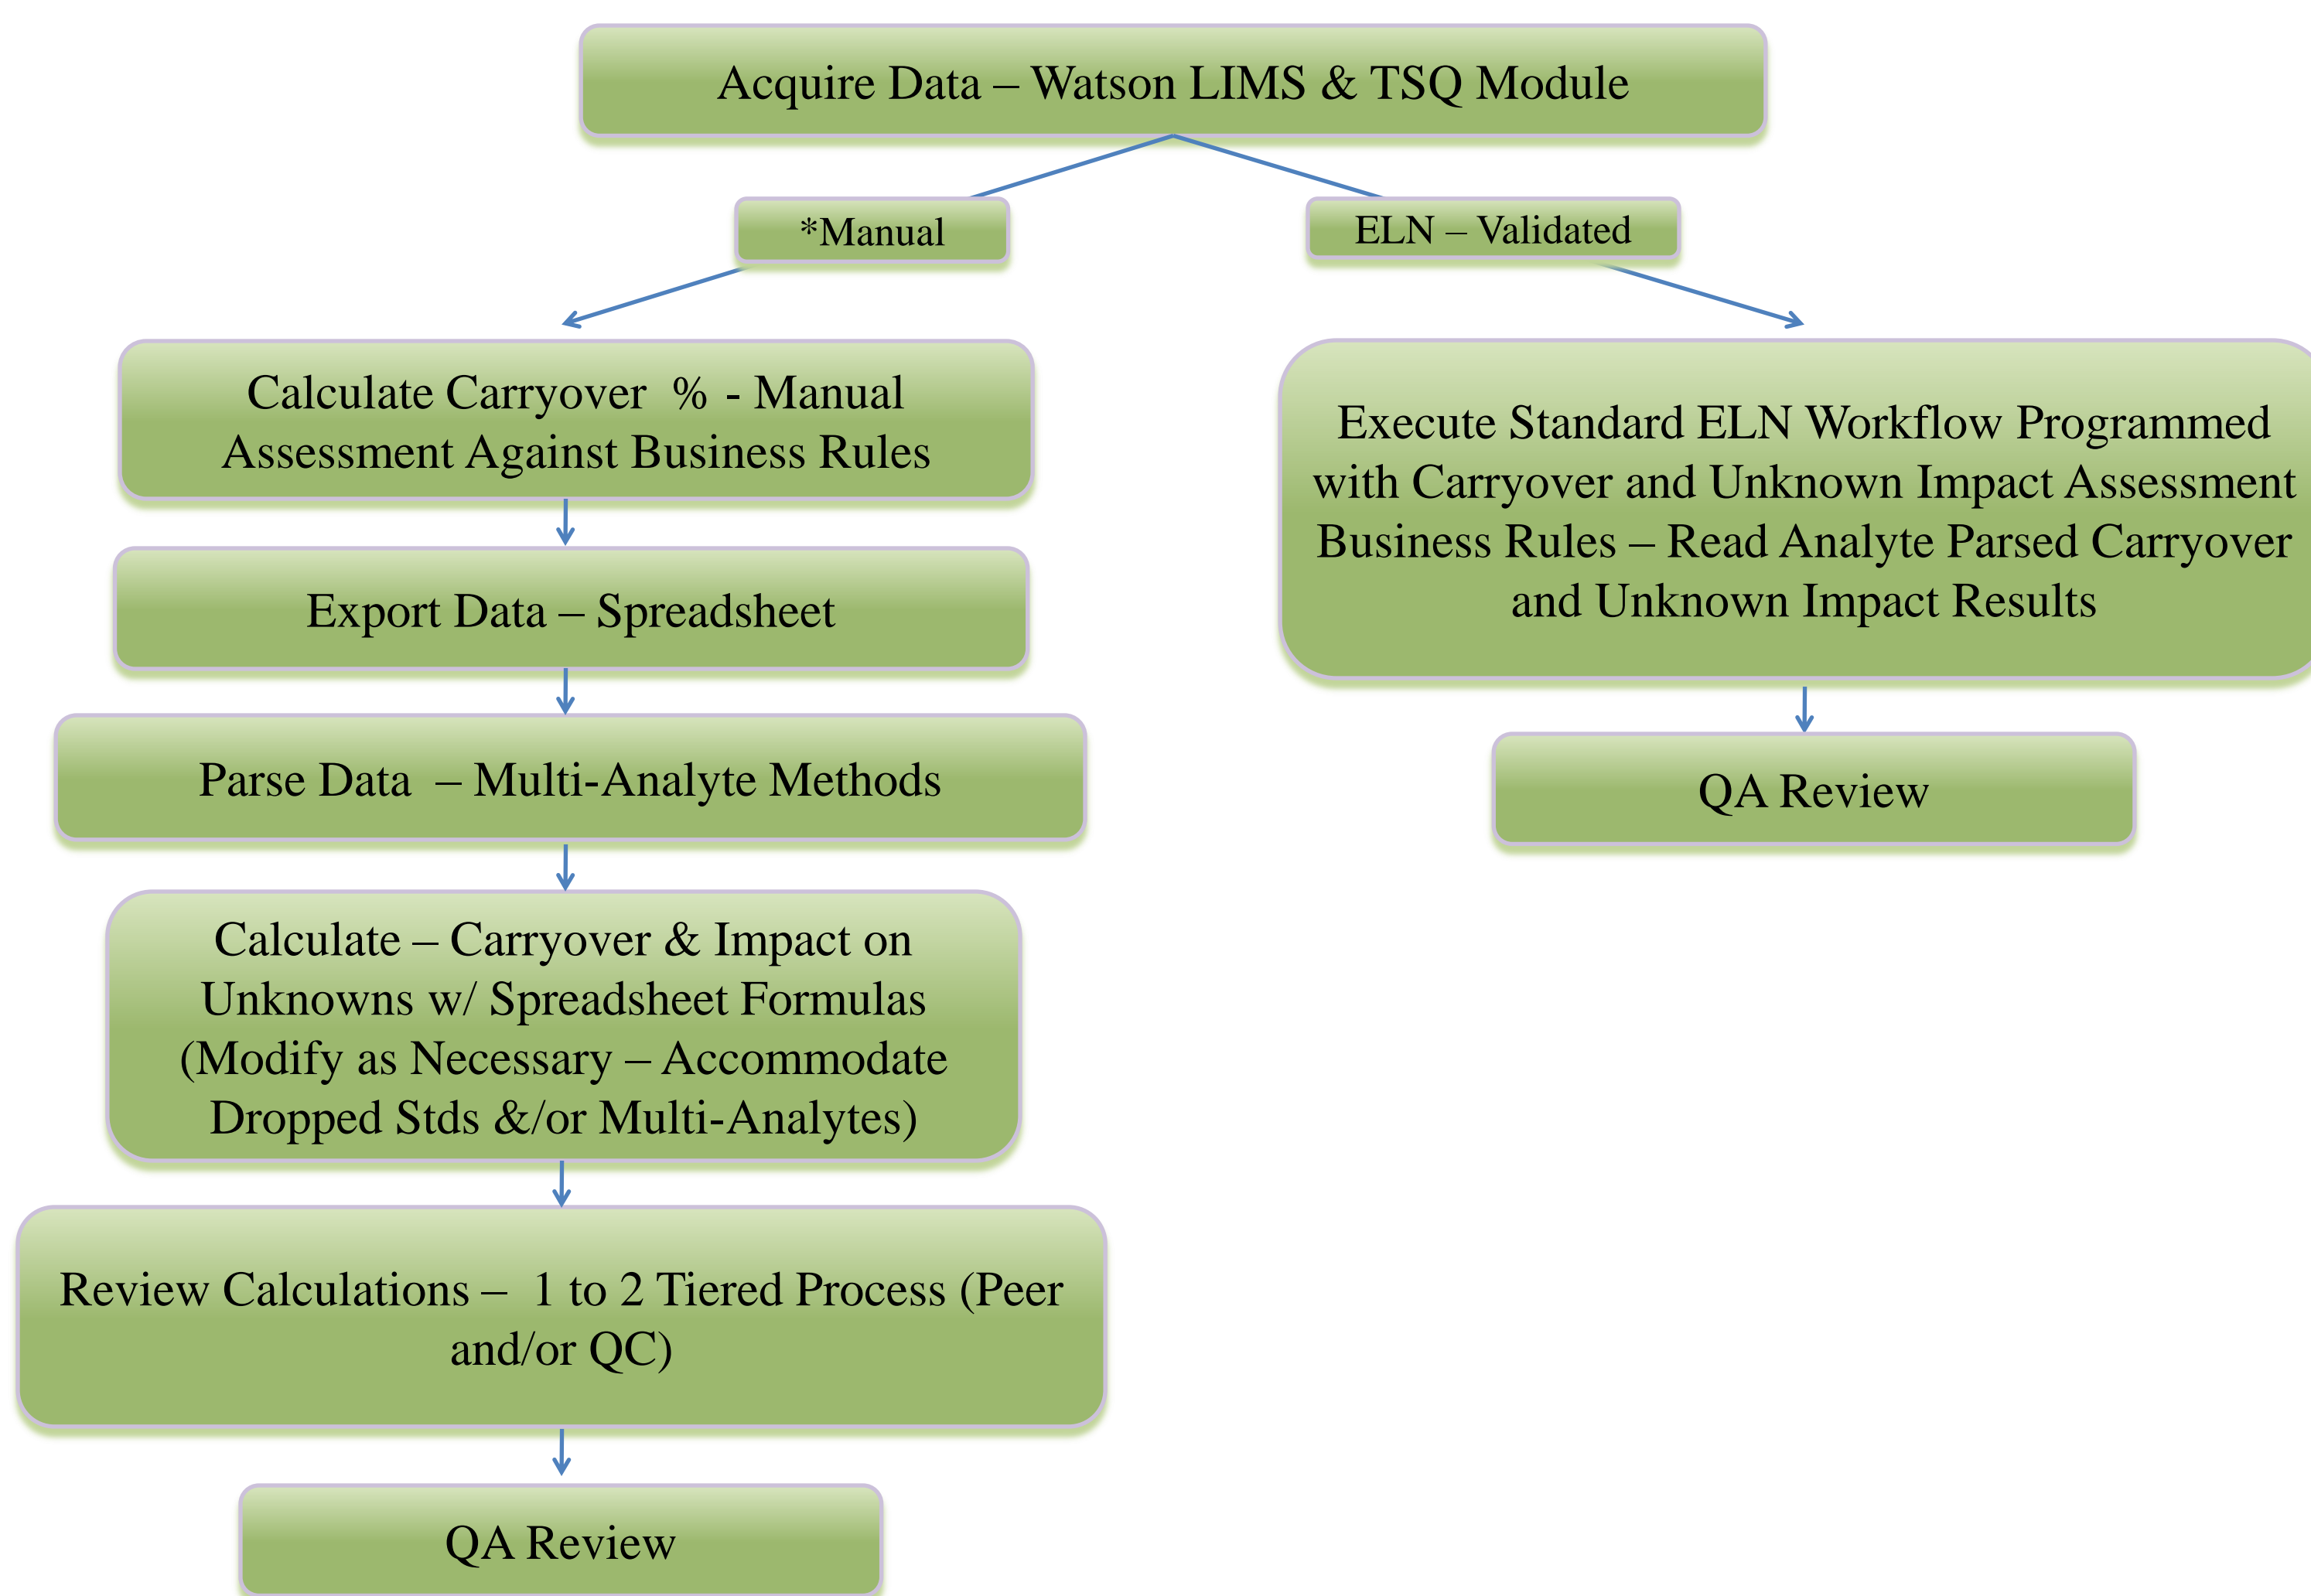 Acquire Data – Watson LIMS & TSQ Module
*Manual
ELN – Validated
Calculate Carryover % - Manual
Assessment Against Business Rules
Export Data – Spreadsheet
Parse Data – Multi-Analyte Methods
Calculate – Carryover & Impact on
Unknowns w/ Spreadsheet Formulas
(Modify as Necessary – Accommodate
Dropped Stds &/or Multi-Analytes)
Review Calculations – 1 to 2 Tiered Process (Peer
and/or QC)
QA Review
Execute Standard ELN Workflow Programmed
with Carryover and Unknown Impact Assessment
Business Rules – Read Analyte Parsed Carryover
and Unknown Impact Results
QA Review